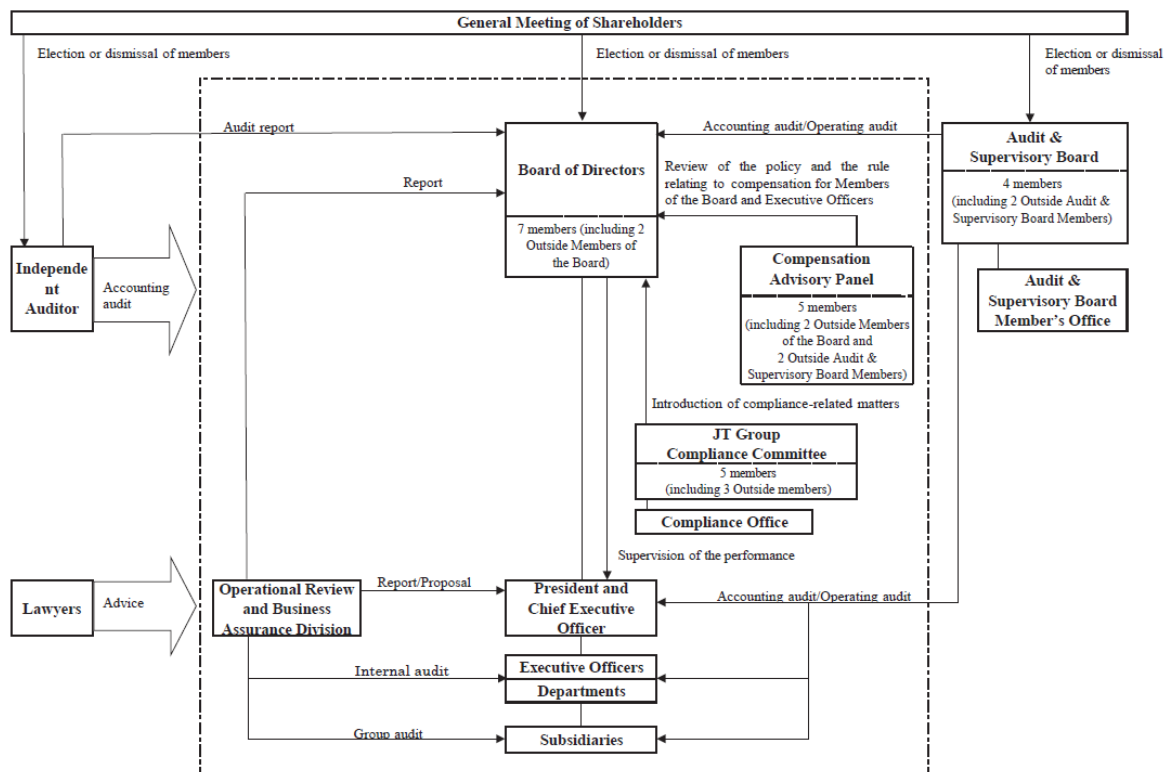 General Meeting of Shareholders
Election or dismissal of members
Election or dismissal of members
Election or dismissal
of members
Audit report
Accounting audit/Operating audit
Board of Directors
7 members (including 2
Outside Members of
the Board)
Audit &
Supervisory Board
4 members
(including 2 Outside Audit &
Supervisory Board Members)
Review of the policy and the rule
relating to compensation for Members
of the Board and Executive Officers
Report
Independe
nt
Auditor
Accounting
audit
Compensation
Advisory Panel
5 members
(including 2 Outside Members
of the Board and
2 Outside Audit &
Supervisory Board Members)
Audit &
Supervisory Board
Member's Office
Introduction of compliance-related matters
JT Group
Compliance Committee
5 members
(including 3 Outside members)
Compliance Office
Supervision of the performance
Lawyers
Advice
Operational Review
and Business
Assurance Division
Report/Proposal
President and
Chief Executive
Officer
Accounting audit/Operating audit
Internal audit
Executive Officers
Departments
Group audit
Subsidiaries